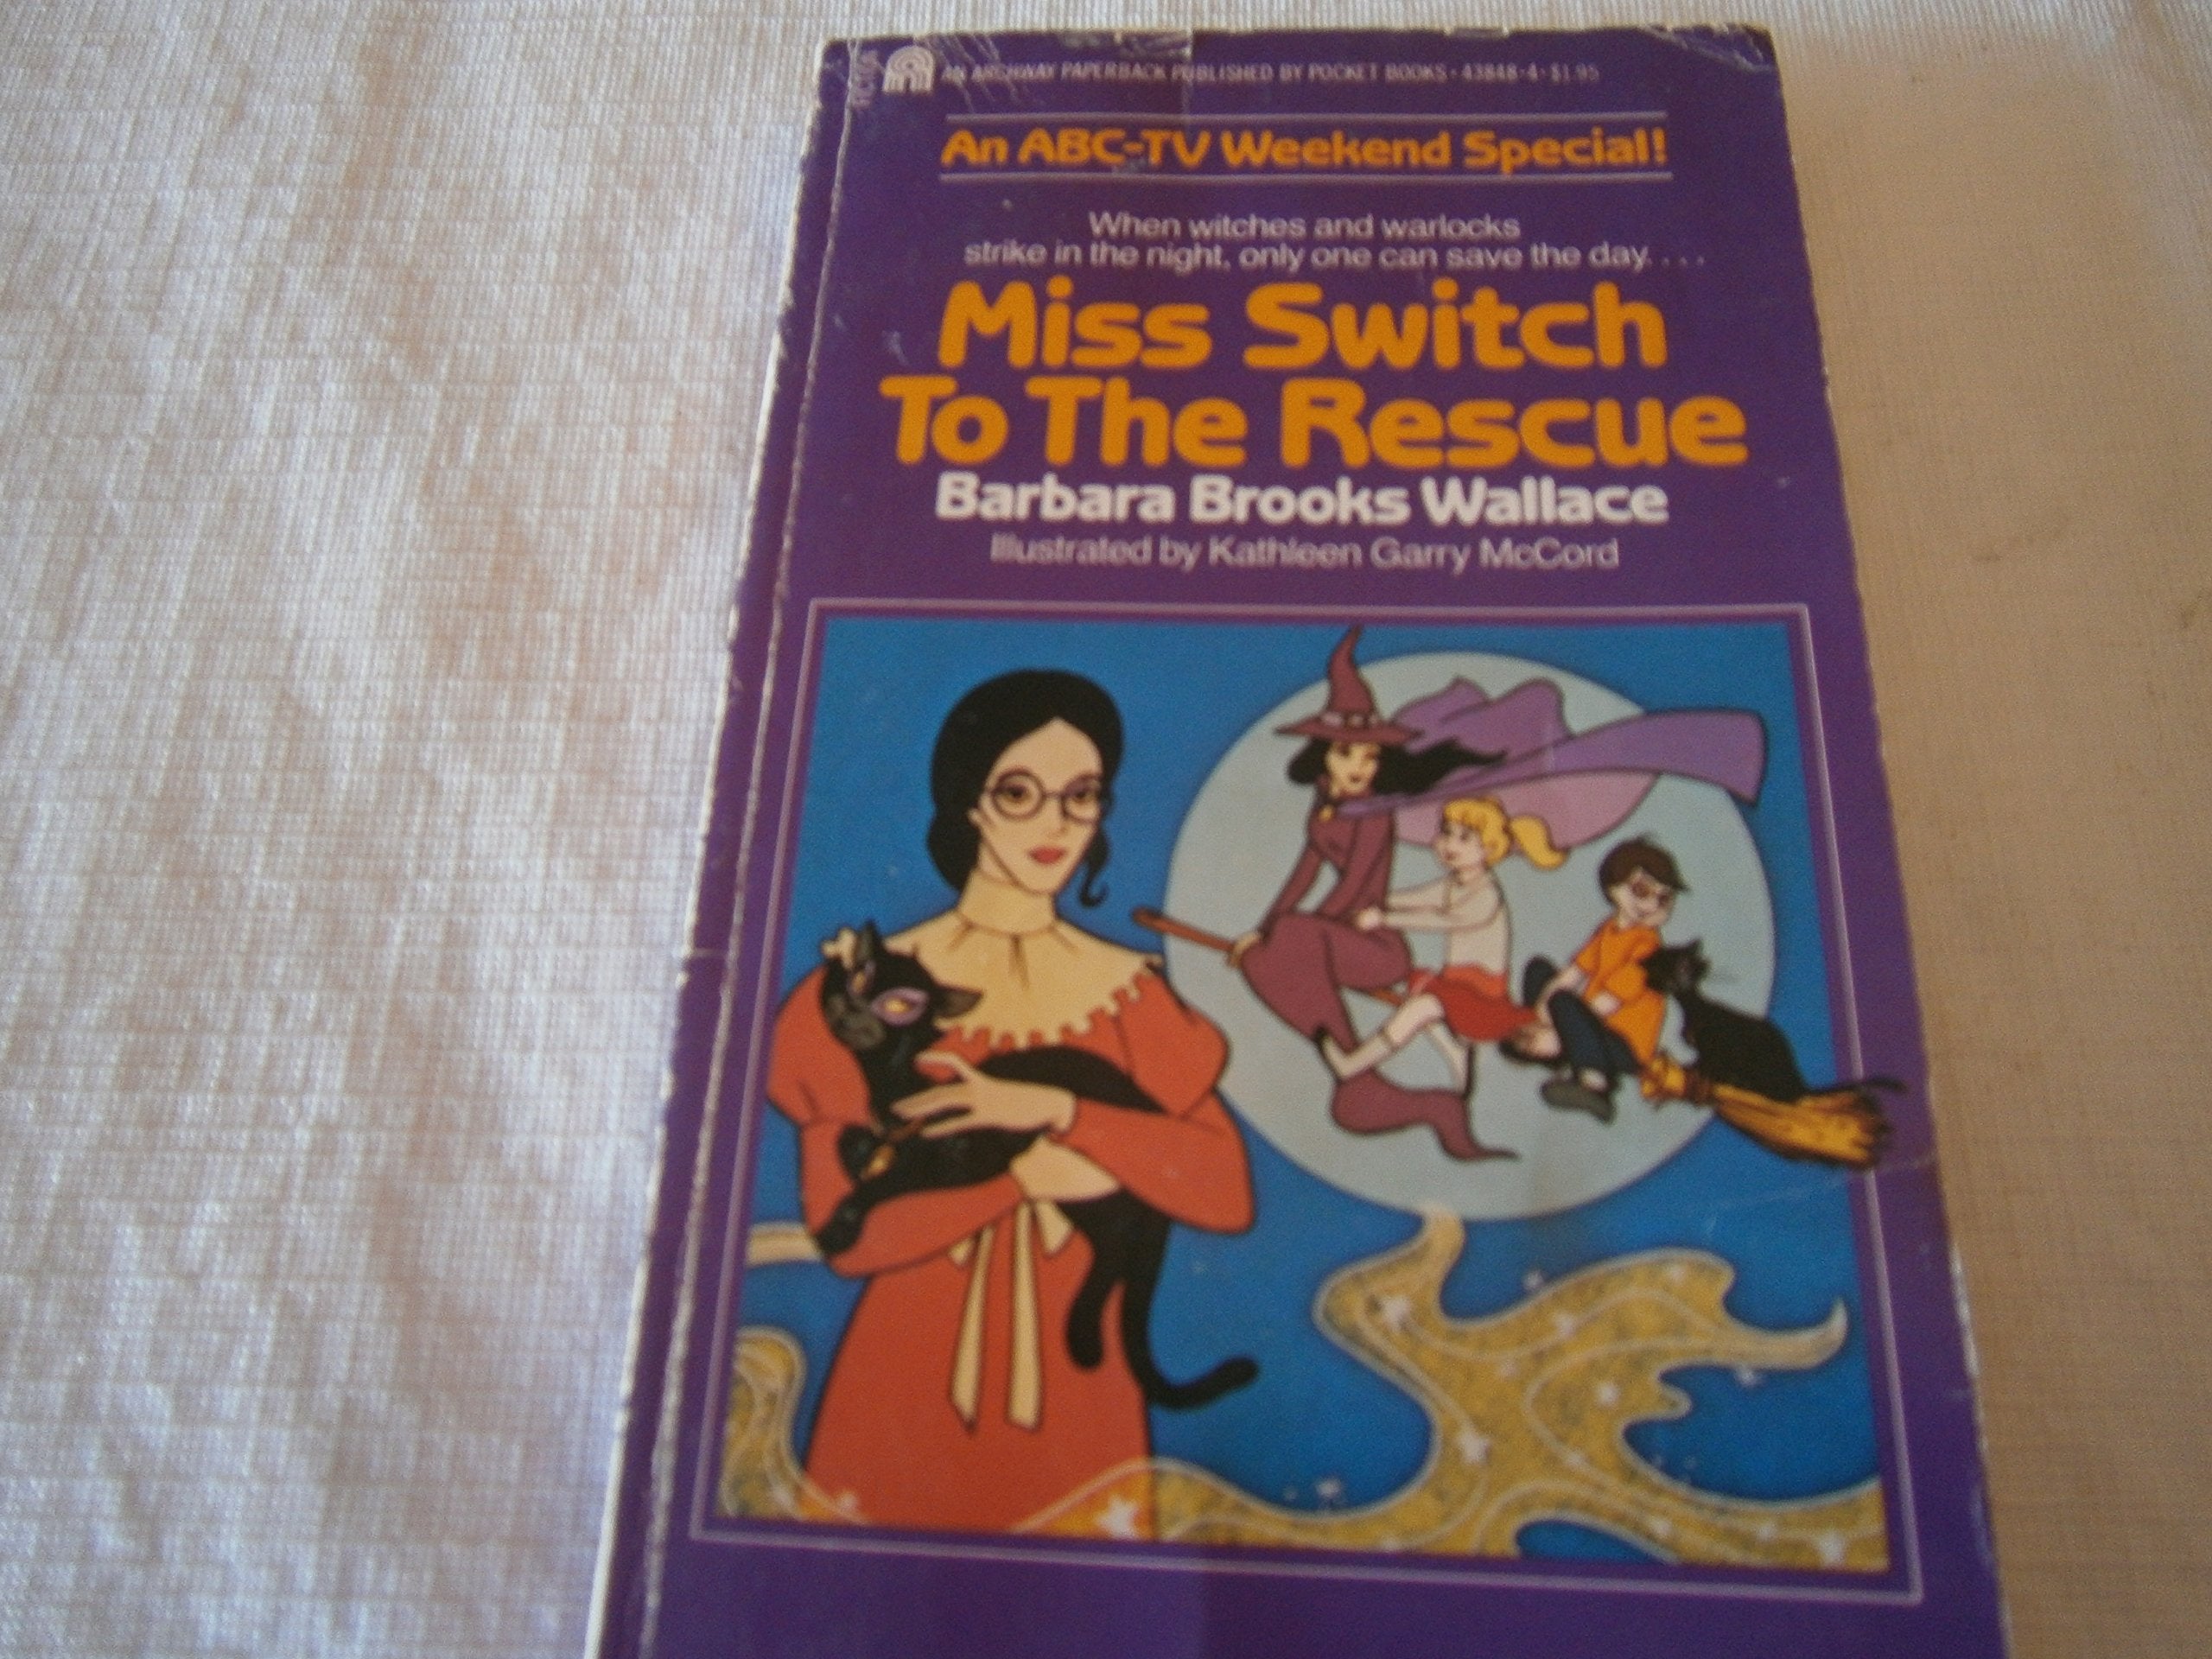 AN ARCHWAY PAPERBACK PUBLISHED BY POCKET BOOKS · 43848-4 · $1.95
An ABC-TV Weekend Special!
When witches and warlocks
strike in the night, only one can save the day. . . .
Miss Switch
To The Rescue
Barbara Brooks Wallace
Illustrated by Kathleen Garry McCord